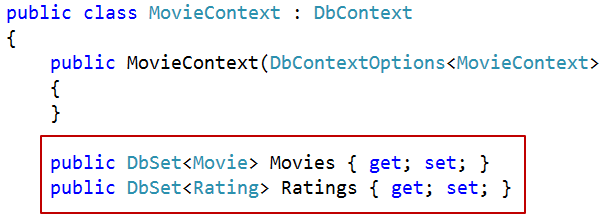 public class MovieContext : DbContext
{
public MovieContext(DbContextOptions<MovieContext>
{
}
public DbSet<Movie> Movies { get; set; }
public DbSet<Rating> Ratings { get; set; }